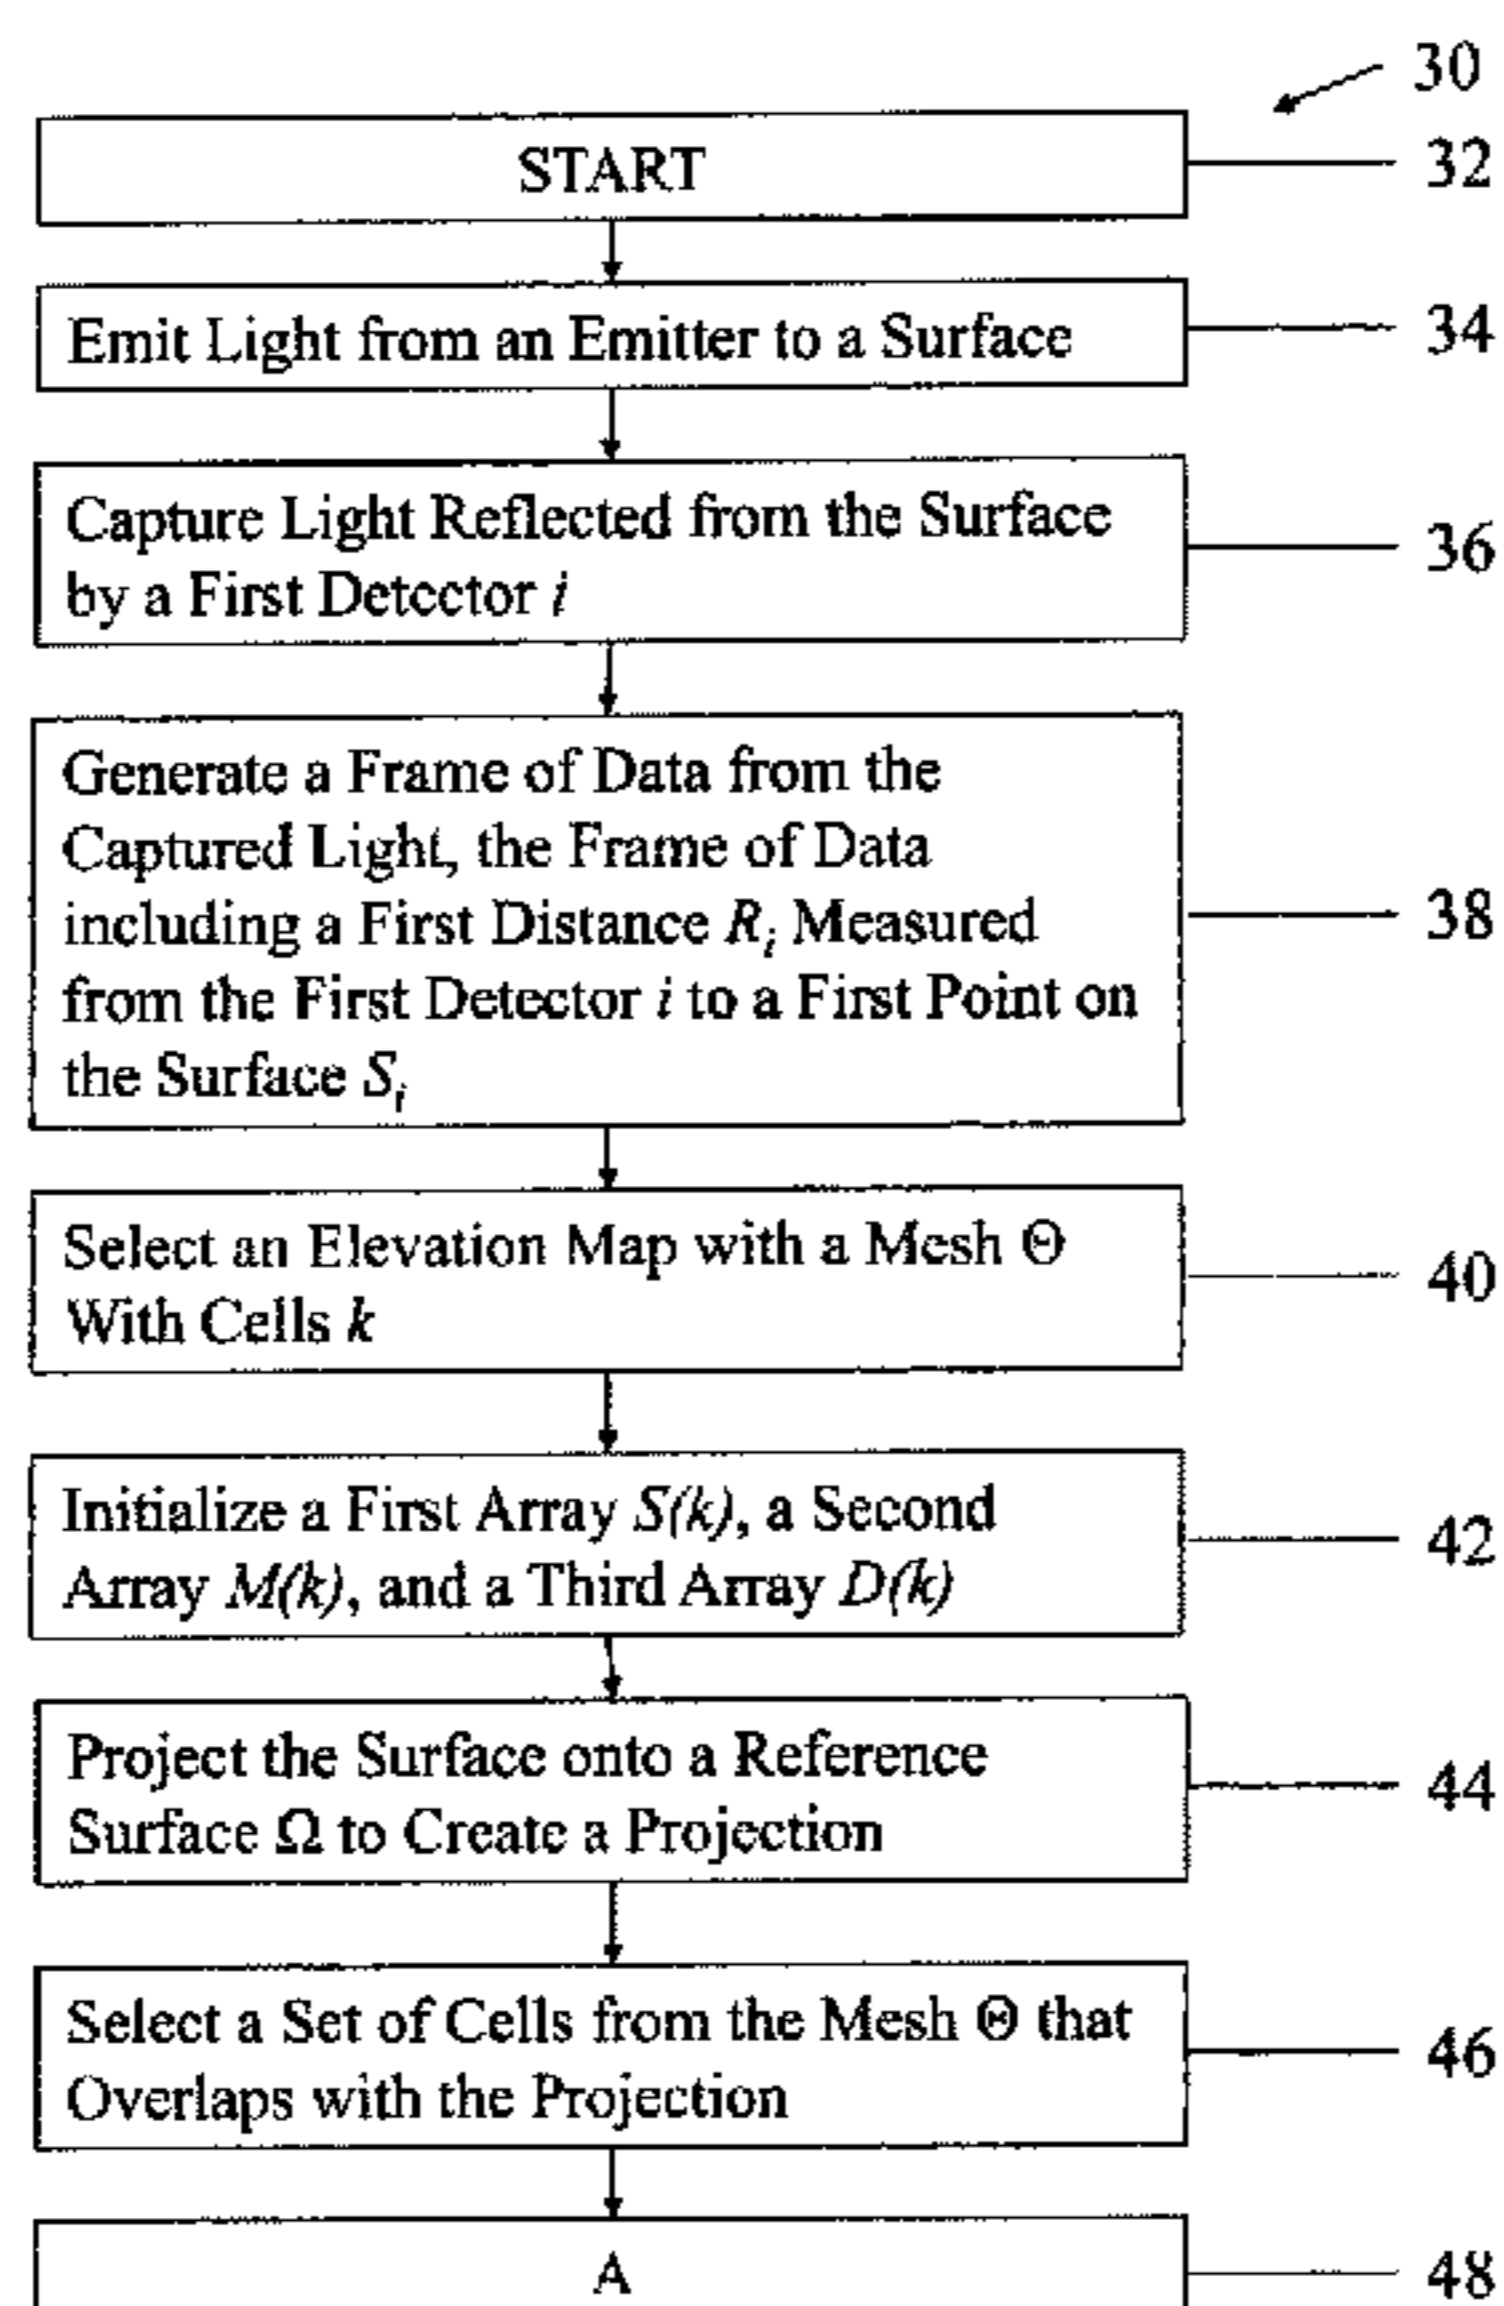 30
START
32
Emit Light from an Emitter to a Surface
34
Capture Light Reflected from the Surface
by a First Detector i
36
Generate a Frame of Data from the
Captured Light, the Frame of Data
including a First Distance Rᵢ Measured
from the First Detector i to a First Point on
the Surface Sᵢ
38
Select an Elevation Map with a Mesh Θ
With Cells k
40
Initialize a First Array S(k), a Second
Array M(k), and a Third Array D(k)
42
Project the Surface onto a Reference
Surface Ω to Create a Projection
44
Select a Set of Cells from the Mesh Θ that
Overlaps with the Projection
46
A
48